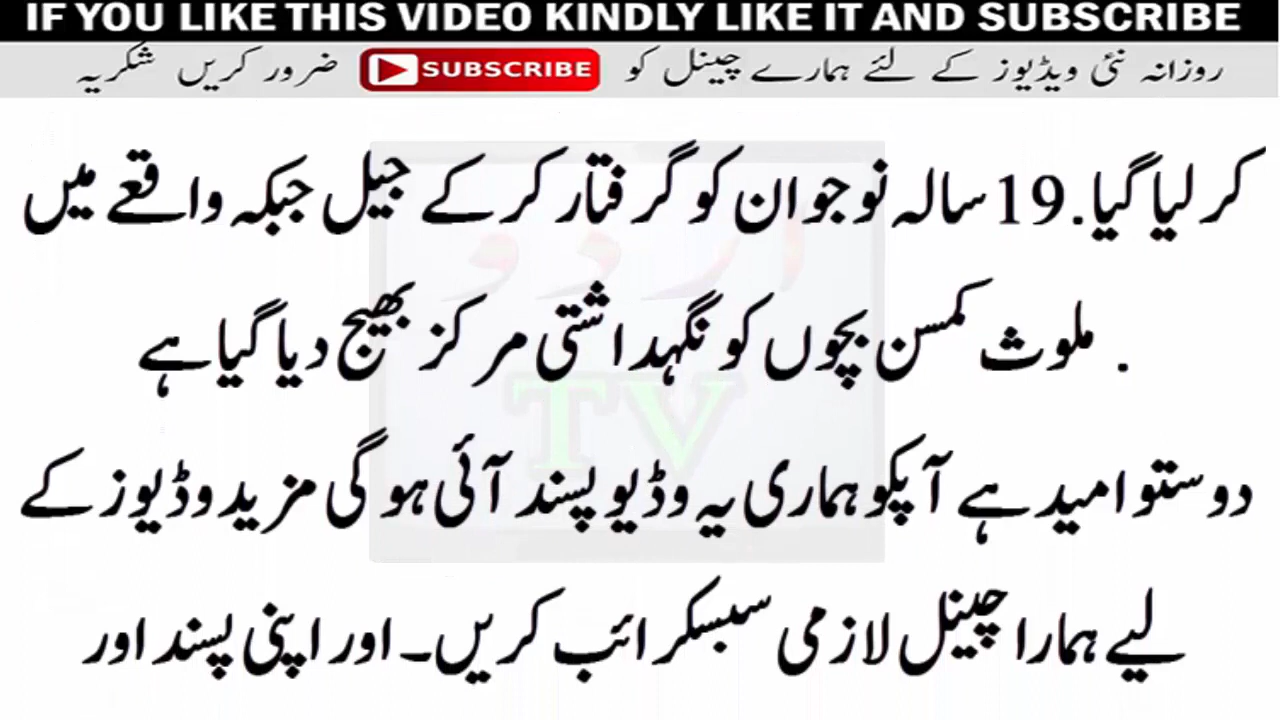 IF YOU LIKE THIS VIDEO KINDLY LIKE IT AND SUBSCRIBE
روزانہ نئی ویڈیوز کے لئے ہمارے چینل کو SUBSCRIBE ضرور کریں شکریہ
کر لیا گیا. 19 سالہ نوجوان کو گرفتار کر کے جیل جبکہ واقعے میں
. ملوث کمسن بچوں کو نگہداشتی مرکز بھیج دیا گیا ہے
دوستو امید ہے آپکو ہماری یہ وڈیو پسند آئی ہو گی مزید وڈیوز کے
لیے ہمارا چینل لازمی سبسکرائب کریں۔ اور اپنی پسند اور
اردو
TV